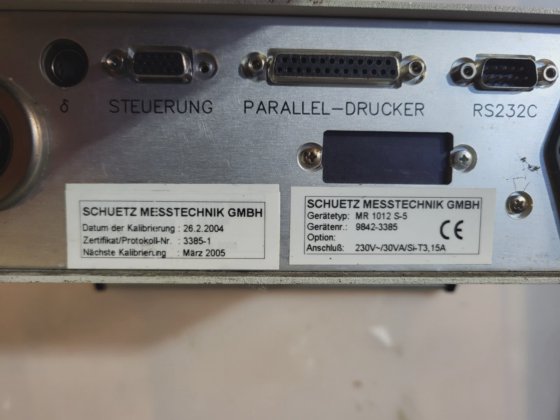 δ
STEUERUNG
PARALLEL-DRUCKER
RS232C
SCHUETZ MESSTECHNIK GMBH
Datum der Kalibrierung : 26.2.2004
Zertifikat/Protokoll-Nr. : 3385-1
Nächste Kalibrierung : März 2005
SCHUETZ MESSTECHNIK GMBH
Gerätetyp: MR 1012 S-5
Gerätenr.: 9842-3385
Option:
Anschluß: 230V~/30VA/Si-T3,15A
CE